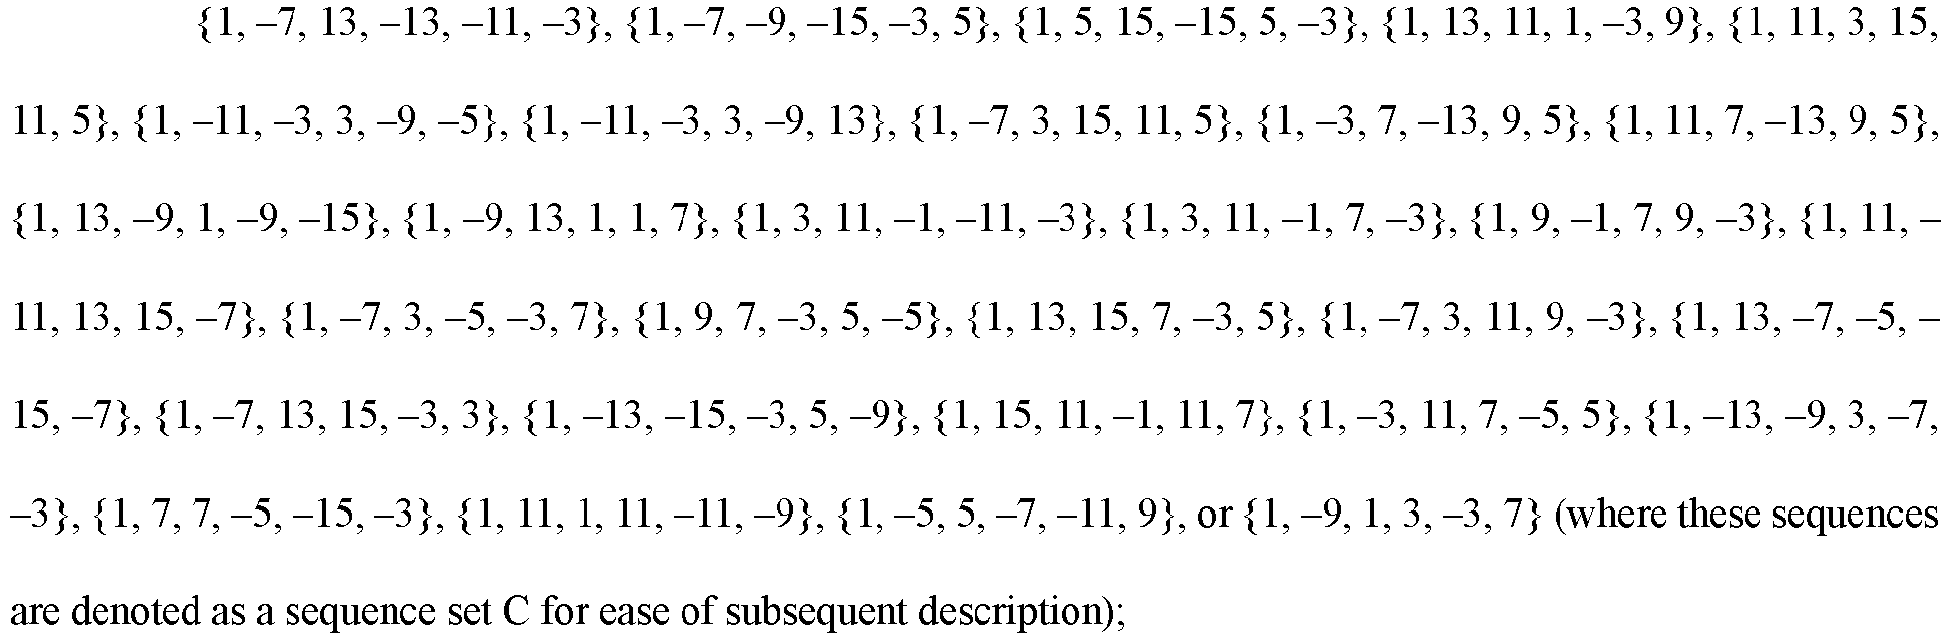 {1, –7, 13, –13, –11, –3}, {1, –7, –9, –15, –3, 5}, {1, 5, 15, –15, 5, –3}, {1, 13, 11, 1, –3, 9}, {1, 11, 3, 15,
11, 5}, {1, –11, –3, 3, –9, –5}, {1, –11, –3, 3, –9, 13}, {1, –7, 3, 15, 11, 5}, {1, –3, 7, –13, 9, 5}, {1, 11, 7, –13, 9, 5},
{1, 13, –9, 1, –9, –15}, {1, –9, 13, 1, 1, 7}, {1, 3, 11, –1, –11, –3}, {1, 3, 11, –1, 7, –3}, {1, 9, –1, 7, 9, –3}, {1, 11, –
11, 13, 15, –7}, {1, –7, 3, –5, –3, 7}, {1, 9, 7, –3, 5, –5}, {1, 13, 15, 7, –3, 5}, {1, –7, 3, 11, 9, –3}, {1, 13, –7, –5, –
15, –7}, {1, –7, 13, 15, –3, 3}, {1, –13, –15, –3, 5, –9}, {1, 15, 11, –1, 11, 7}, {1, –3, 11, 7, –5, 5}, {1, –13, –9, 3, –7,
–3}, {1, 7, 7, –5, –15, –3}, {1, 11, 1, 11, –11, –9}, {1, –5, 5, –7, –11, 9}, or {1, –9, 1, 3, –3, 7} (where these sequences
are denoted as a sequence set C for ease of subsequent description);